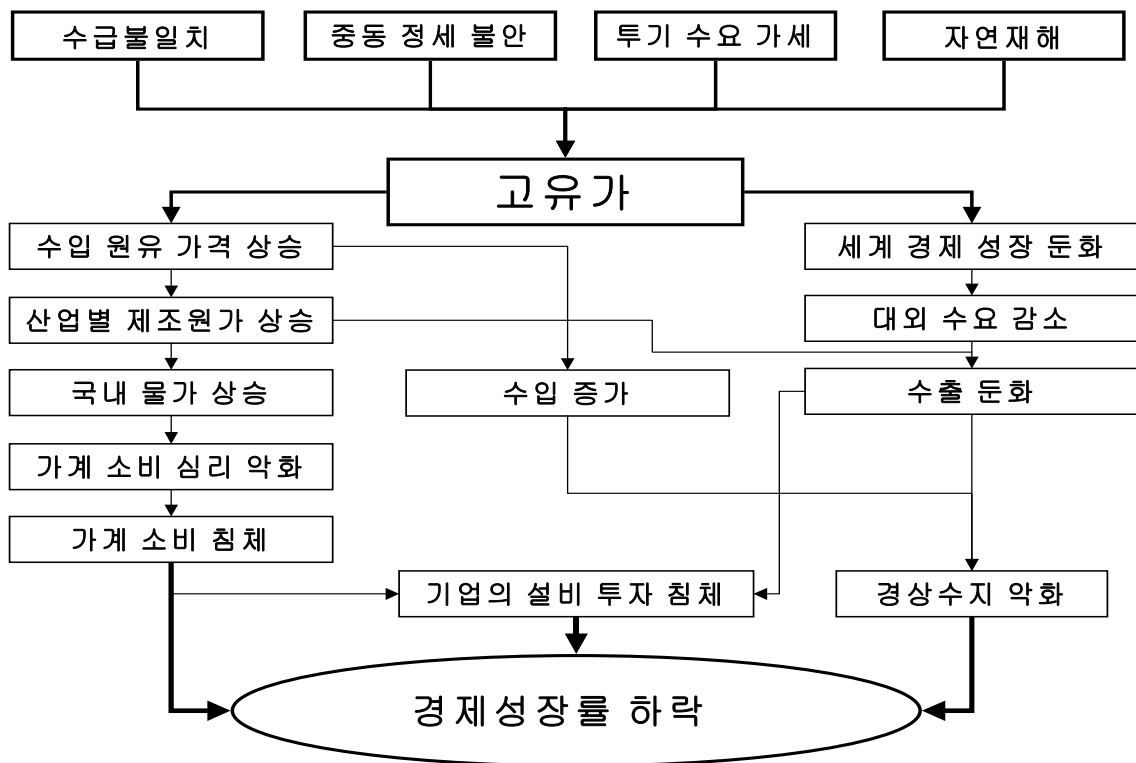 수급불일치
중동 정세 불안
투기 수요 가세
자연재해
고유가
수입 원유 가격 상승
세계 경제 성장 둔화
산업별 제조원가 상승
대외 수요 감소
국내 물가 상승
수입 증가
수출 둔화
가계 소비 심리 악화
가계 소비 침체
기업의 설비 투자 침체
경상수지 악화
경제성장률 하락